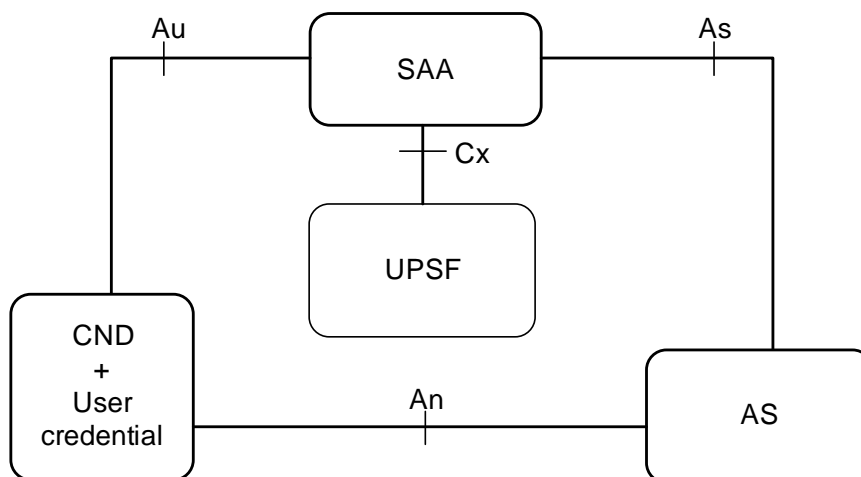 Au
As
SAA
Cx
UPSF
CND
+
User
credential
An
AS